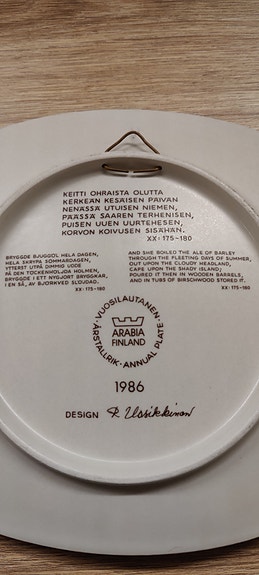 KEITTI OHRAISTA OLUTTA
KERKEÄN KESÄISEN PÄIVÄN
NENÄSSÄ UTUISEN NIEMEN,
PÄÄSSÄ SAAREN TERHENISEN,
PUISEN UUEN UURTEHESEN,
KORVON KOIVUSEN SISÄHÄN.
XX: 175-180
BRYGGDE BJUGGÖL HELA DAGEN,
HELA SKRYPA SOMMARDAGEN,
YTTERST UTPÅ DIMMIG UDDE
PÅ DEN TÖCKENHÖLJDA HOLMEN,
BRYGGDE I ETT NYGJORT BRYGGKAR,
I EN SÅ, AV BJÖRKVED SLÖJDAD.
XX: 175-180
AND SHE BOILED THE ALE OF BARLEY
THROUGH THE FLEETING DAYS OF SUMMER,
OUT UPON THE CLOUDY HEADLAND,
CAPE UPON THE SHADY ISLAND;
POURED IT THEN IN WOODEN BARRELS,
AND IN TUBS OF BIRCHWOOD STORED IT.
XX: 175-180
VUOSILAUTANEN · ANNUAL PLATE · ÅRSTALLRIK ·
ARABIA
FINLAND
1986
DESIGN R. Uosikkinen